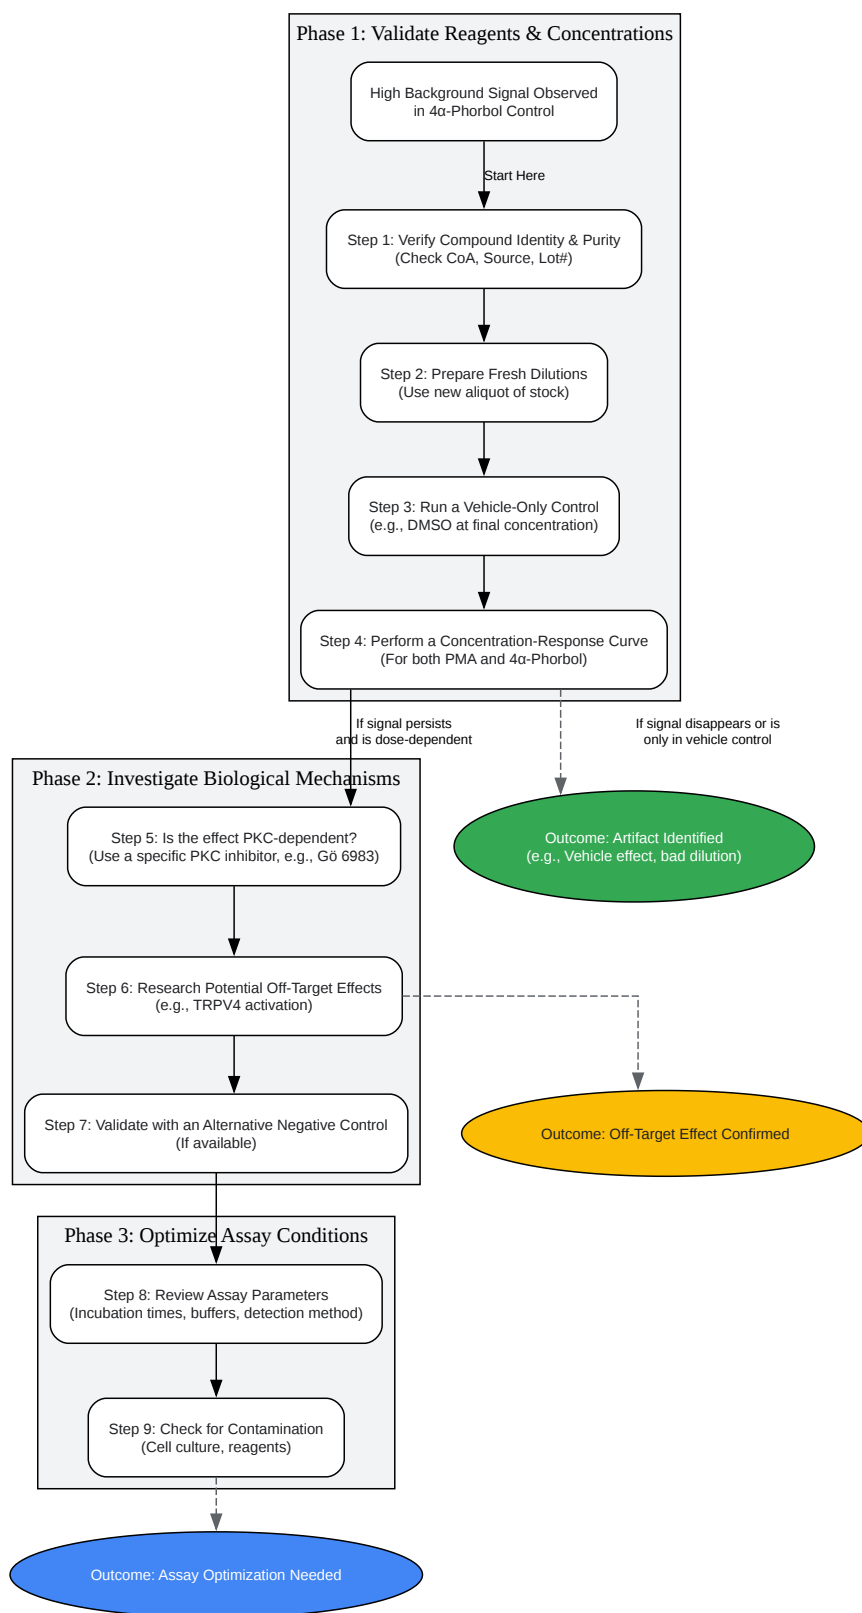 Phase 1: Validate Reagents & Concentrations
High Background Signal Observed
in 4α-Phorbol Control
Start Here
Step 1: Verify Compound Identity & Purity
(Check CoA, Source, Lot#)
Step 2: Prepare Fresh Dilutions
(Use new aliquot of stock)
Step 3: Run a Vehicle-Only Control
(e.g., DMSO at final concentration)
Step 4: Perform a Concentration-Response Curve
(For both PMA and 4α-Phorbol)
If signal persists
and is dose-dependent
If signal disappears or is
only in vehicle control
Phase 2: Investigate Biological Mechanisms
Step 5: Is the effect PKC-dependent?
(Use a specific PKC inhibitor, e.g., Gö 6983)
Outcome: Artifact Identified
(e.g., Vehicle effect, bad dilution)
Step 6: Research Potential Off-Target Effects
(e.g., TRPV4 activation)
Step 7: Validate with an Alternative Negative Control
(If available)
Outcome: Off-Target Effect Confirmed
Phase 3: Optimize Assay Conditions
Step 8: Review Assay Parameters
(Incubation times, buffers, detection method)
Step 9: Check for Contamination
(Cell culture, reagents)
Outcome: Assay Optimization Needed